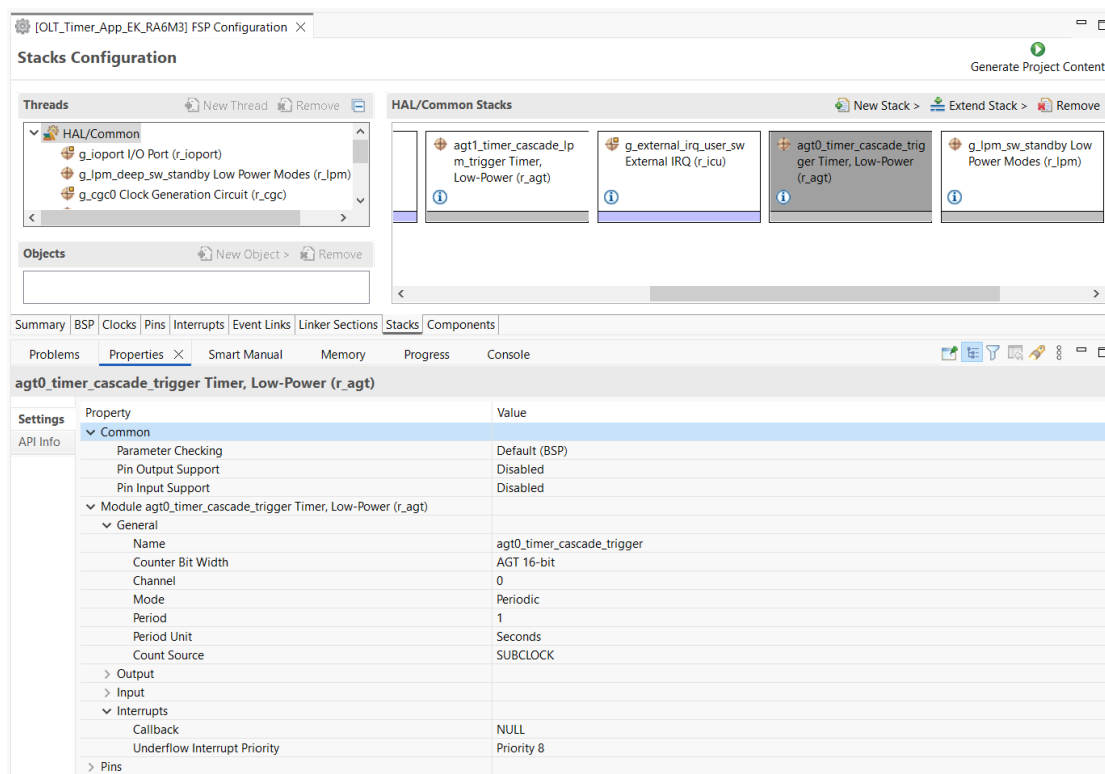 [OLT_Timer_App_EK_RA6M3] FSP Configuration
Stacks Configuration
Generate Project Content
Threads
New Thread
Remove
HAL/Common Stacks
New Stack >
Extend Stack >
Remove
HAL/Common
g_ioport I/O Port (r_ioport)
g_lpm_deep_sw_standby Low Power Modes (r_lpm)
g_cgc0 Clock Generation Circuit (r_cgc)
agt1_timer_cascade_lp
m_trigger Timer,
Low-Power (r_agt)
g_external_irq_user_sw
External IRQ (r_icu)
agt0_timer_cascade_trig
ger Timer, Low-Power
(r_agt)
g_lpm_sw_standby Low
Power Modes (r_lpm)
Objects
New Object >
Remove
Summary BSP Clocks Pins Interrupts Event Links Linker Sections Stacks Components
Problems Properties Smart Manual Memory Progress Console
agt0_timer_cascade_trigger Timer, Low-Power (r_agt)
Settings
API Info
Property Value
Common
Parameter Checking Default (BSP)
Pin Output Support Disabled
Pin Input Support Disabled
Module agt0_timer_cascade_trigger Timer, Low-Power (r_agt)
General
Name agt0_timer_cascade_trigger
Counter Bit Width AGT 16-bit
Channel 0
Mode Periodic
Period 1
Period Unit Seconds
Count Source SUBCLOCK
Output
Input
Interrupts
Callback NULL
Underflow Interrupt Priority Priority 8
Pins